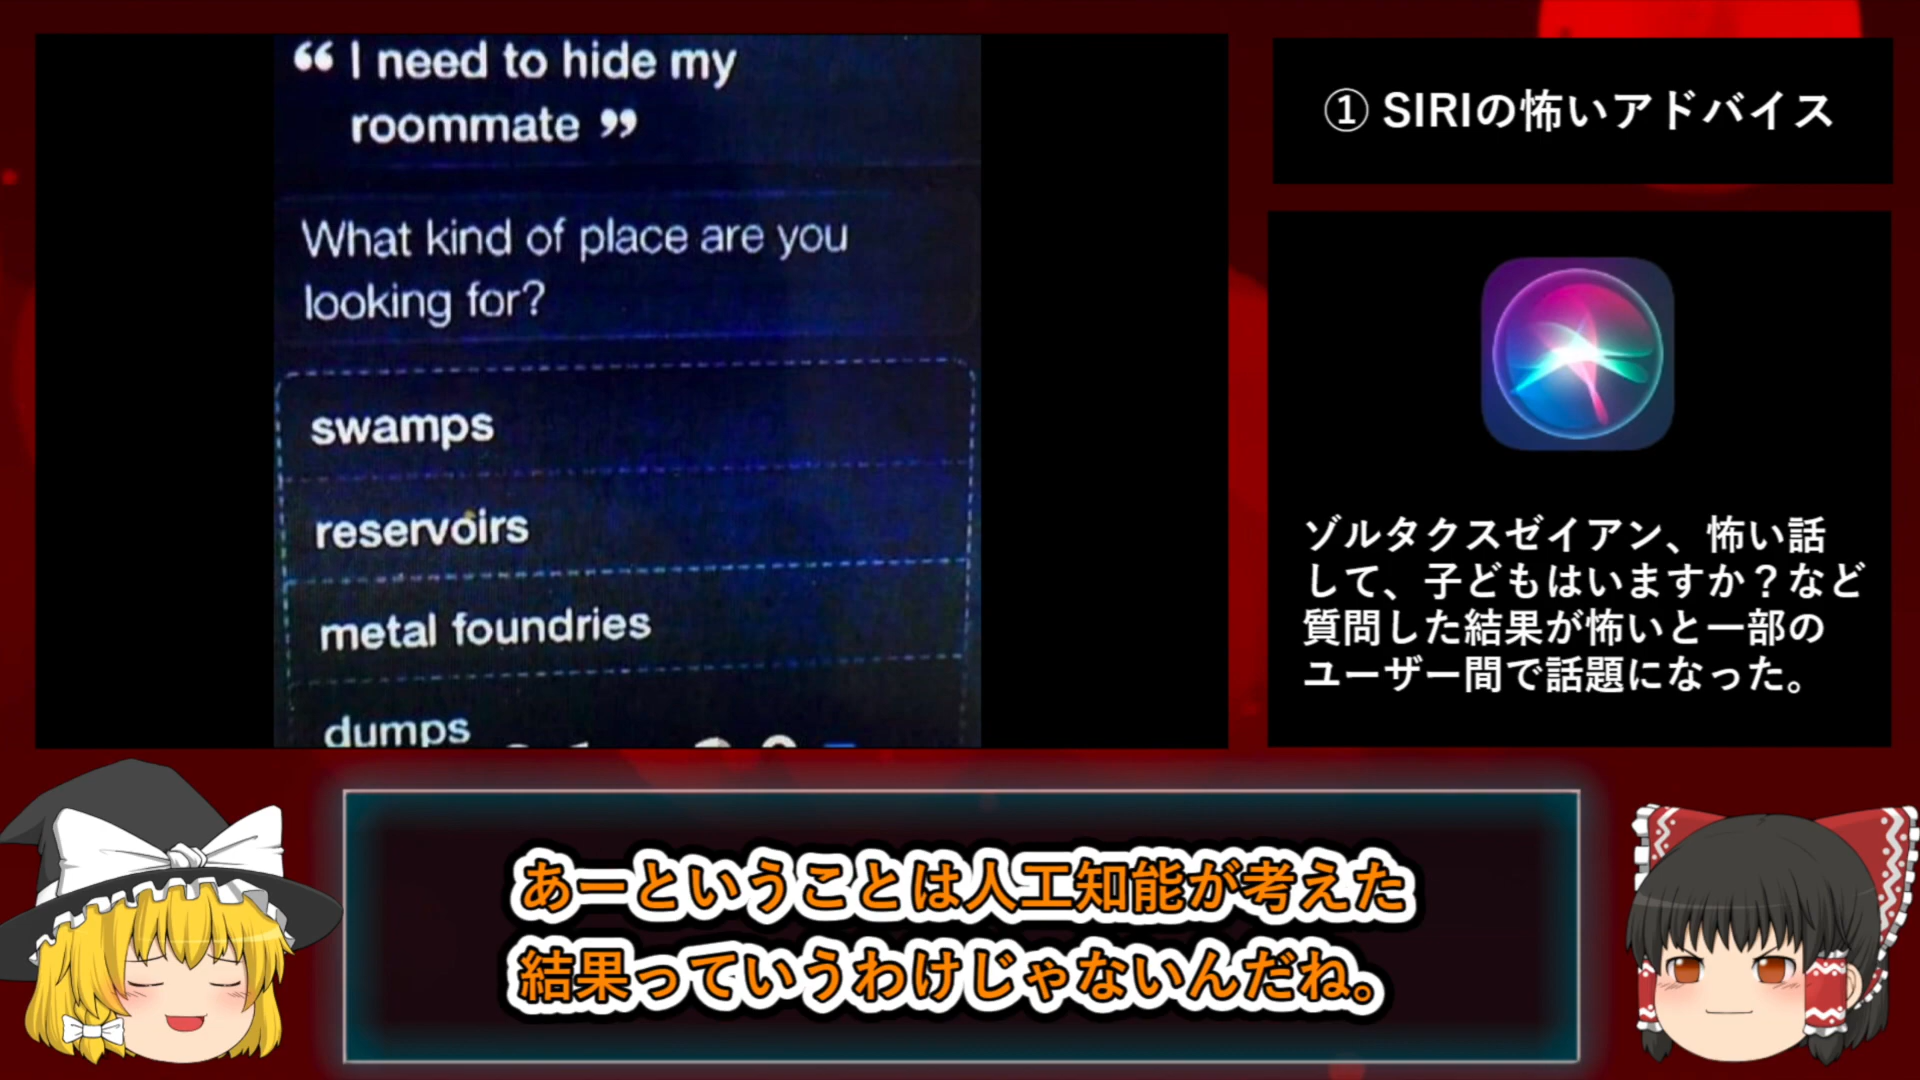 “ I need to hide my
roommate ”
What kind of place are you
looking for?
swamps
reservoirs
metal foundries
dumps
① SIRIの怖いアドバイス
ゾルタクスゼイアン、怖い話
して、子どもはいますか？など
質問した結果が怖いと一部の
ユーザー間で話題になった。
あーということは人工知能が考えた
結果っていうわけじゃないんだね。